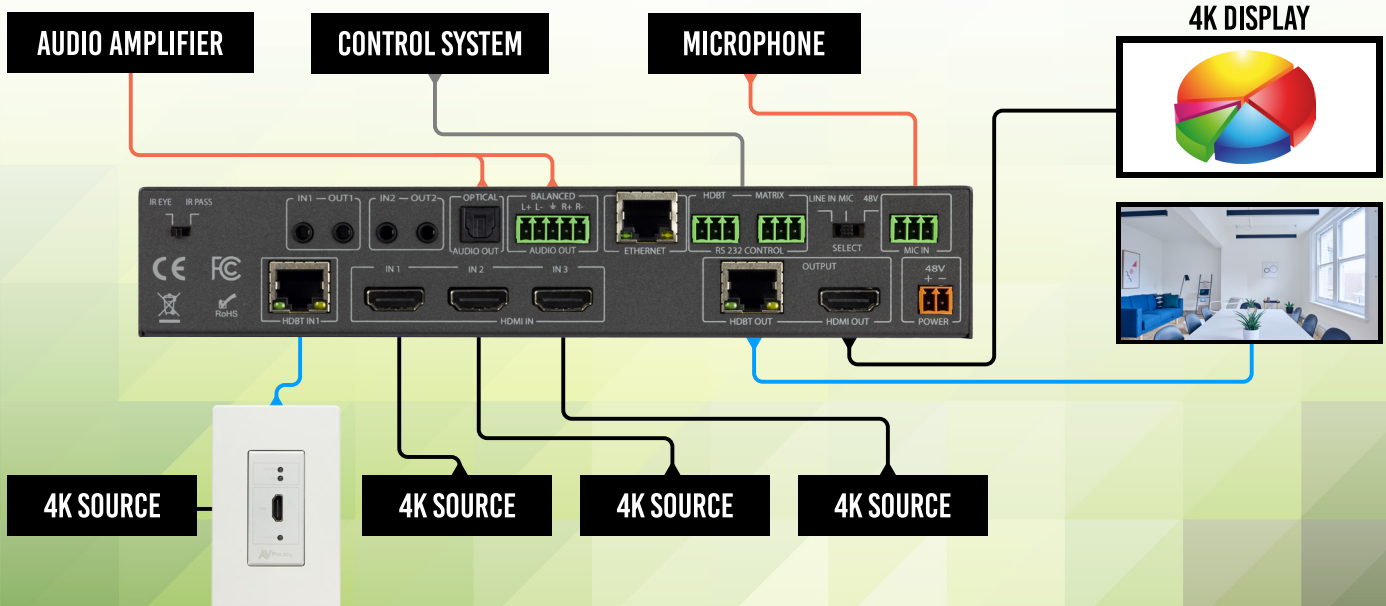 4K DISPLAY
AUDIO AMPLIFIER
CONTROL SYSTEM
MICROPHONE
IR EYE IR PASS
IN1 — OUT1
IN2 — OUT2
OPTICAL
AUDIO OUT
BALANCED
L+ L- R+ R-
AUDIO OUT
ETHERNET
HDBT MATRIX
RS 232 CONTROL
LINE IN MIC 48V
SELECT
MIC IN
CE FC
RoHS
HDBT IN1
IN 1 IN 2 IN 3
HDMI IN
OUTPUT
HDBT OUT HDMI OUT
48V
+ −
POWER
4K SOURCE
4K SOURCE
4K SOURCE
4K SOURCE